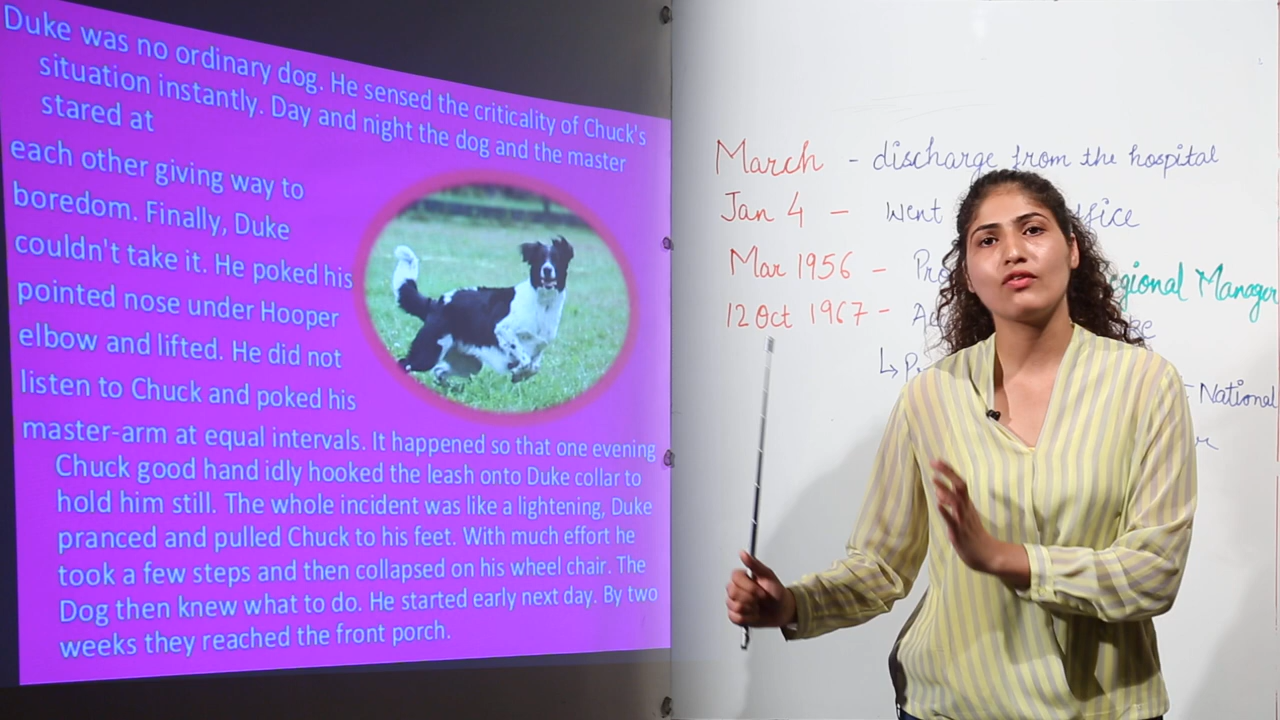 Duke was no ordinary dog. He sensed the criticality of Chuck's
situation instantly. Day and night the dog and the master
stared at
each other giving way to
boredom. Finally, Duke
couldn't take it. He poked his
pointed nose under Hooper
elbow and lifted. He did not
listen to Chuck and poked his
master-arm at equal intervals. It happened so that one evening
Chuck good hand idly hooked the leash onto Duke collar to
hold him still. The whole incident was like a lightening, Duke
pranced and pulled Chuck to his feet. With much effort he
took a few steps and then collapsed on his wheel chair. The
Dog then knew what to do. He started early next day. By two
weeks they reached the front porch.
March - discharge from the hospital
Jan 4 - Went
Mar 1956 - Regional Manager
12 Oct 1967 -
National